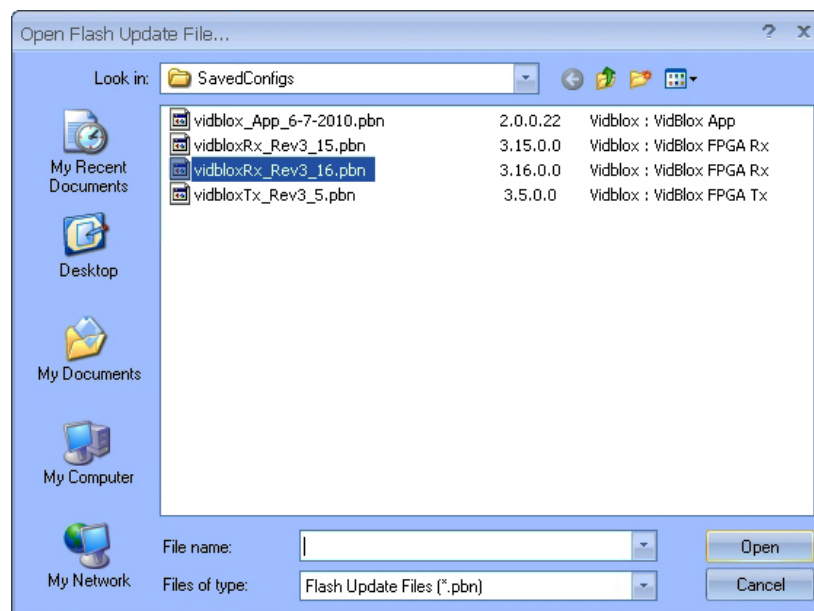 Open Flash Update File...
Look in: SavedConfigs
My Recent
Documents
Desktop
My Documents
My Computer
My Network
vidblox_App_6-7-2010.pbn 2.0.0.22 Vidblox : VidBlox App
vidbloxRx_Rev3_15.pbn 3.15.0.0 Vidblox : VidBlox FPGA Rx
vidbloxRx_Rev3_16.pbn 3.16.0.0 Vidblox : VidBlox FPGA Rx
vidbloxTx_Rev3_5.pbn 3.5.0.0 Vidblox : VidBlox FPGA Tx
File name: Open
Files of type: Flash Update Files (*.pbn) Cancel